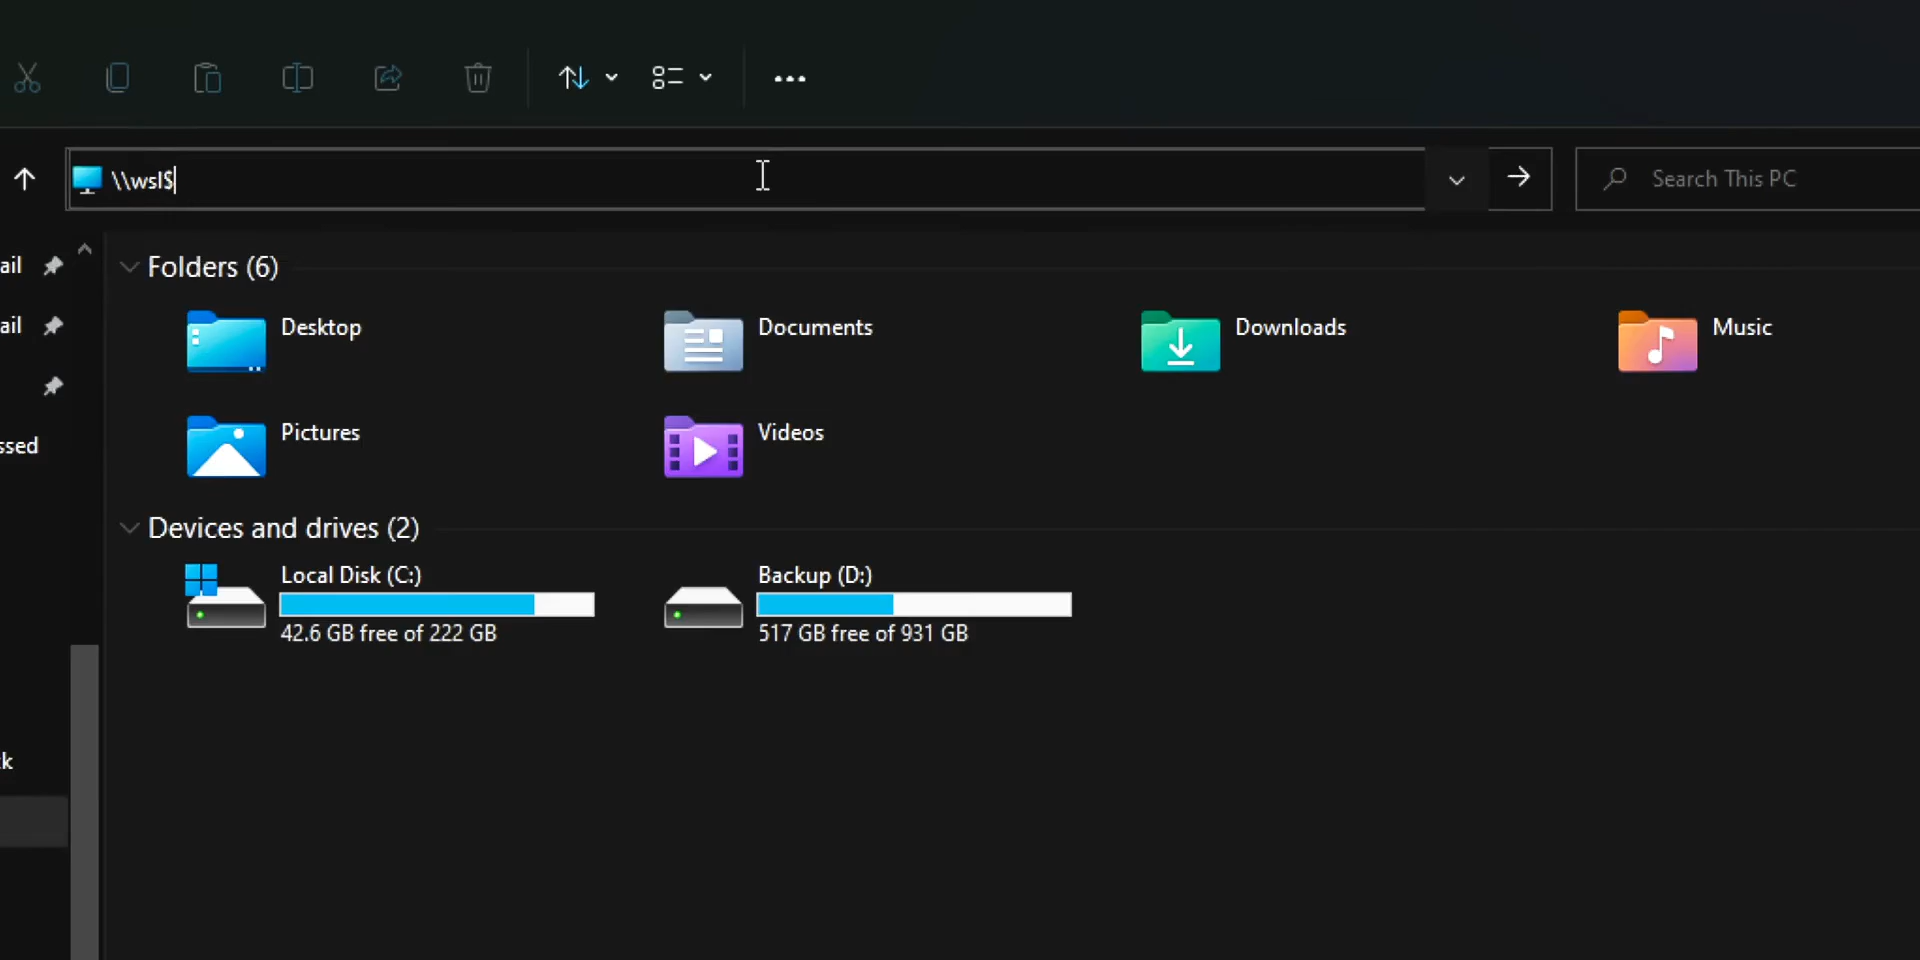 \\wsl$
Search This PC
ail
ail
ssed
k
Folders (6)
Desktop
Documents
Downloads
Music
Pictures
Videos
Devices and drives (2)
Local Disk (C:)
42.6 GB free of 222 GB
Backup (D:)
517 GB free of 931 GB